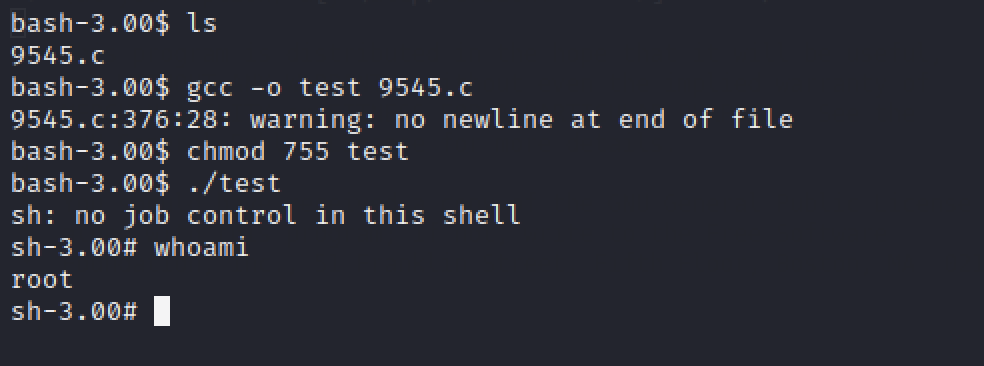 bash-3.00$ ls
9545.c
bash-3.00$ gcc -o test 9545.c
9545.c:376:28: warning: no newline at end of file
bash-3.00$ chmod 755 test
bash-3.00$ ./test
sh: no job control in this shell
sh-3.00# whoami
root
sh-3.00#